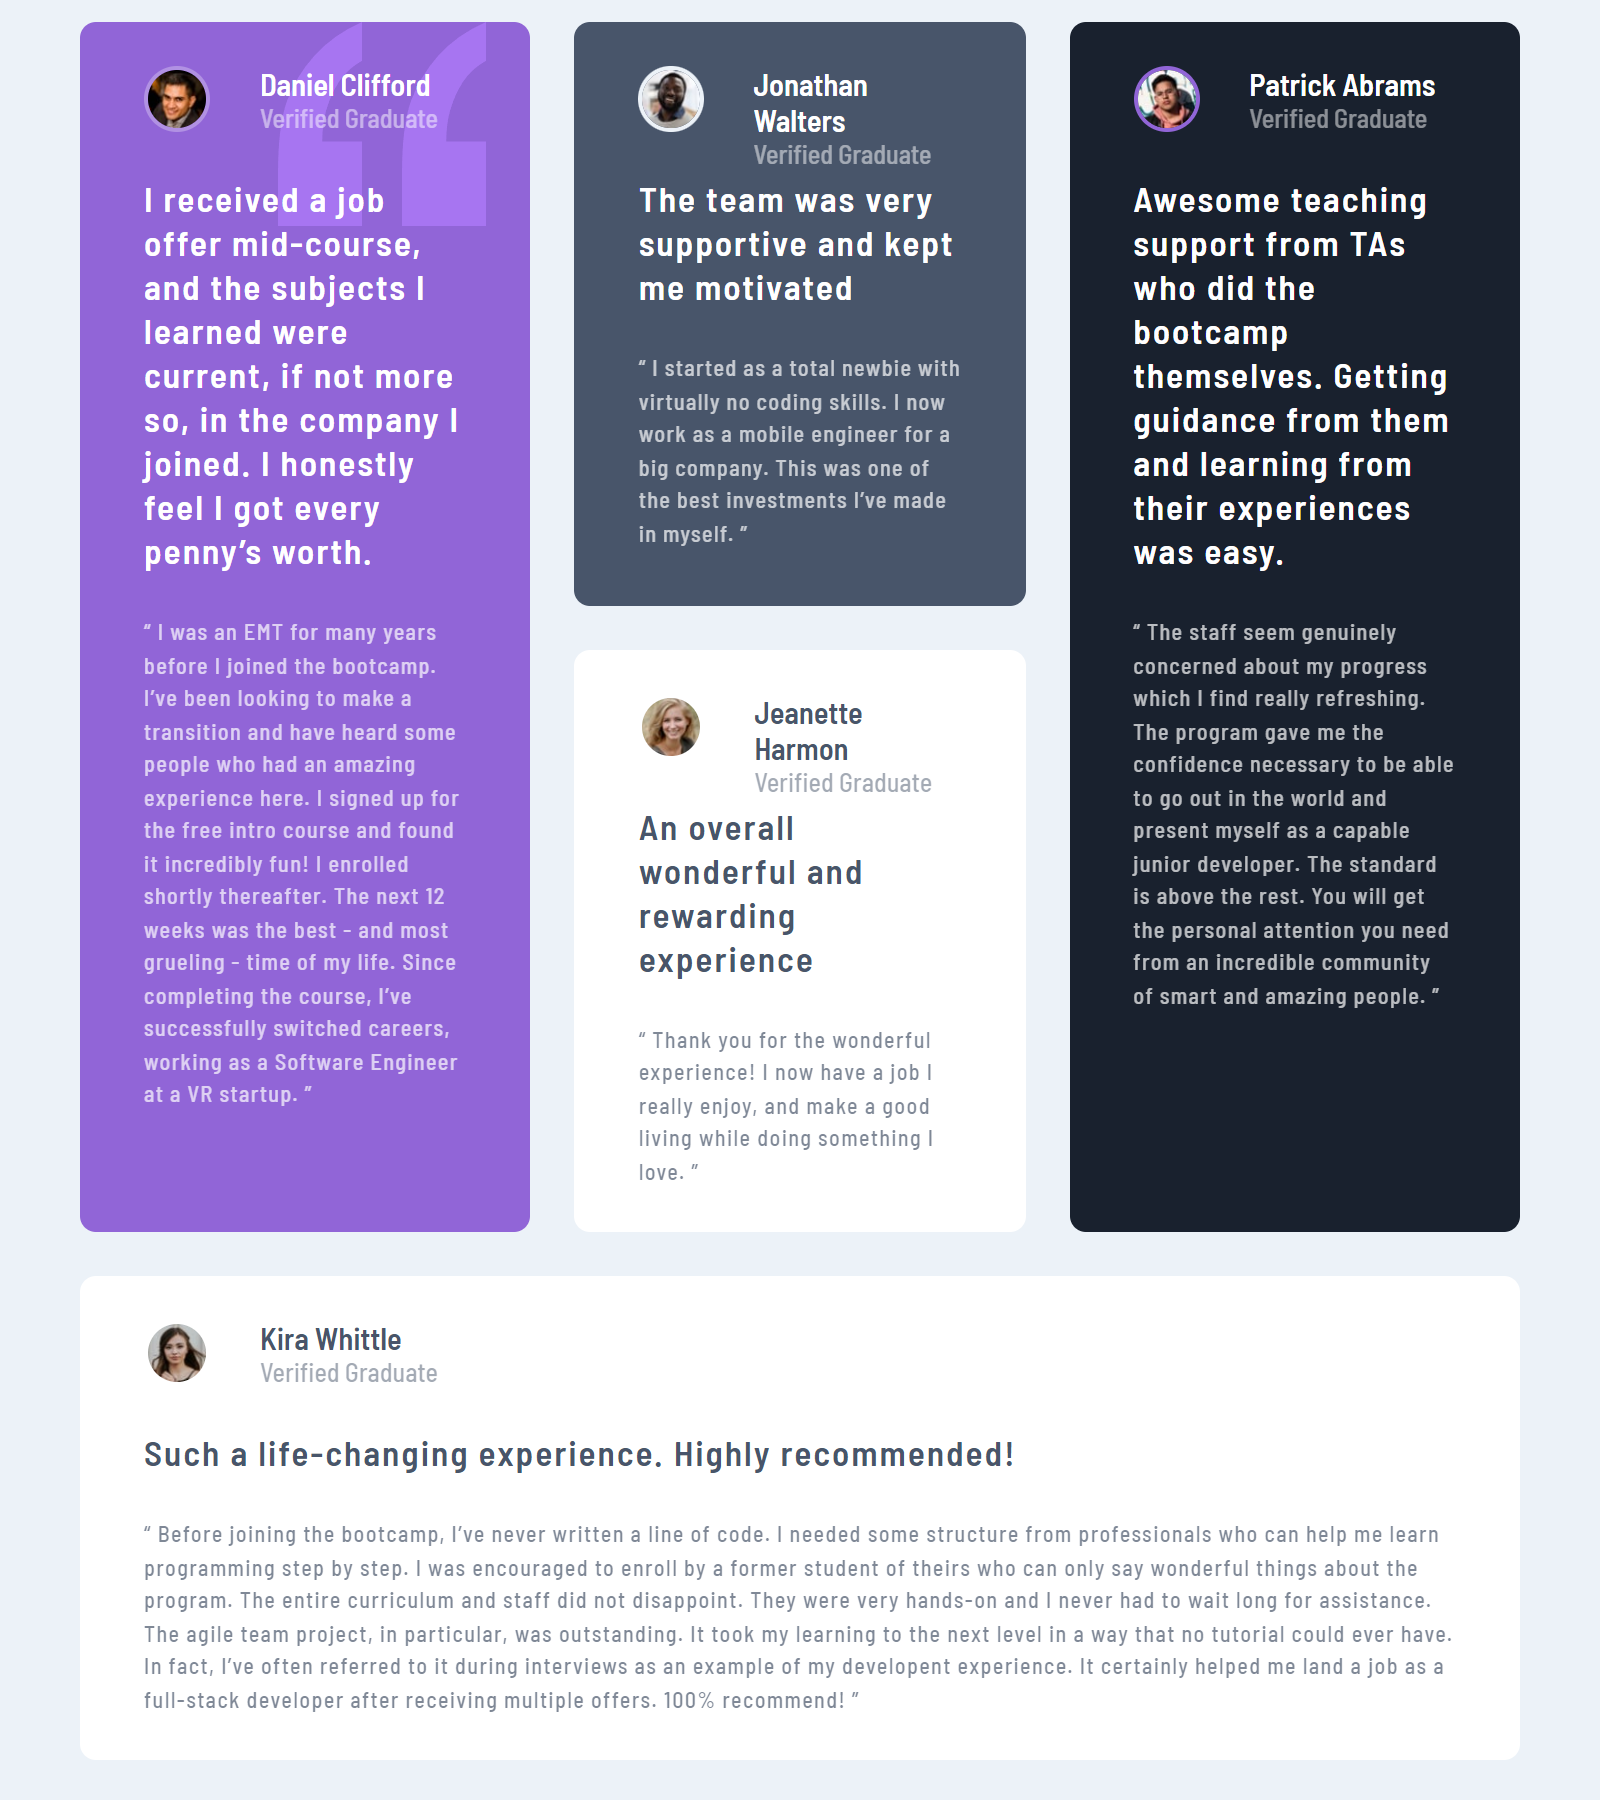 Daniel Clifford
Verified Graduate
I received a job
offer mid-course,
and the subjects I
learned were
current, if not more
so, in the company I
joined. I honestly
feel I got every
penny’s worth.
“ I was an EMT for many years
before I joined the bootcamp.
I’ve been looking to make a
transition and have heard some
people who had an amazing
experience here. I signed up for
the free intro course and found
it incredibly fun! I enrolled
shortly thereafter. The next 12
weeks was the best - and most
grueling - time of my life. Since
completing the course, I’ve
successfully switched careers,
working as a Software Engineer
at a VR startup. ”
Jonathan
Walters
Verified Graduate
The team was very
supportive and kept
me motivated
“ I started as a total newbie with
virtually no coding skills. I now
work as a mobile engineer for a
big company. This was one of
the best investments I’ve made
in myself. ”
Jeanette
Harmon
Verified Graduate
An overall
wonderful and
rewarding
experience
“ Thank you for the wonderful
experience! I now have a job I
really enjoy, and make a good
living while doing something I
love. ”
Patrick Abrams
Verified Graduate
Awesome teaching
support from TAs
who did the
bootcamp
themselves. Getting
guidance from them
and learning from
their experiences
was easy.
“ The staff seem genuinely
concerned about my progress
which I find really refreshing.
The program gave me the
confidence necessary to be able
to go out in the world and
present myself as a capable
junior developer. The standard
is above the rest. You will get
the personal attention you need
from an incredible community
of smart and amazing people. ”
Kira Whittle
Verified Graduate
Such a life-changing experience. Highly recommended!
“ Before joining the bootcamp, I’ve never written a line of code. I needed some structure from professionals who can help me learn
programming step by step. I was encouraged to enroll by a former student of theirs who can only say wonderful things about the
program. The entire curriculum and staff did not disappoint. They were very hands-on and I never had to wait long for assistance.
The agile team project, in particular, was outstanding. It took my learning to the next level in a way that no tutorial could ever have.
In fact, I’ve often referred to it during interviews as an example of my developent experience. It certainly helped me land a job as a
full-stack developer after receiving multiple offers. 100% recommend! ”